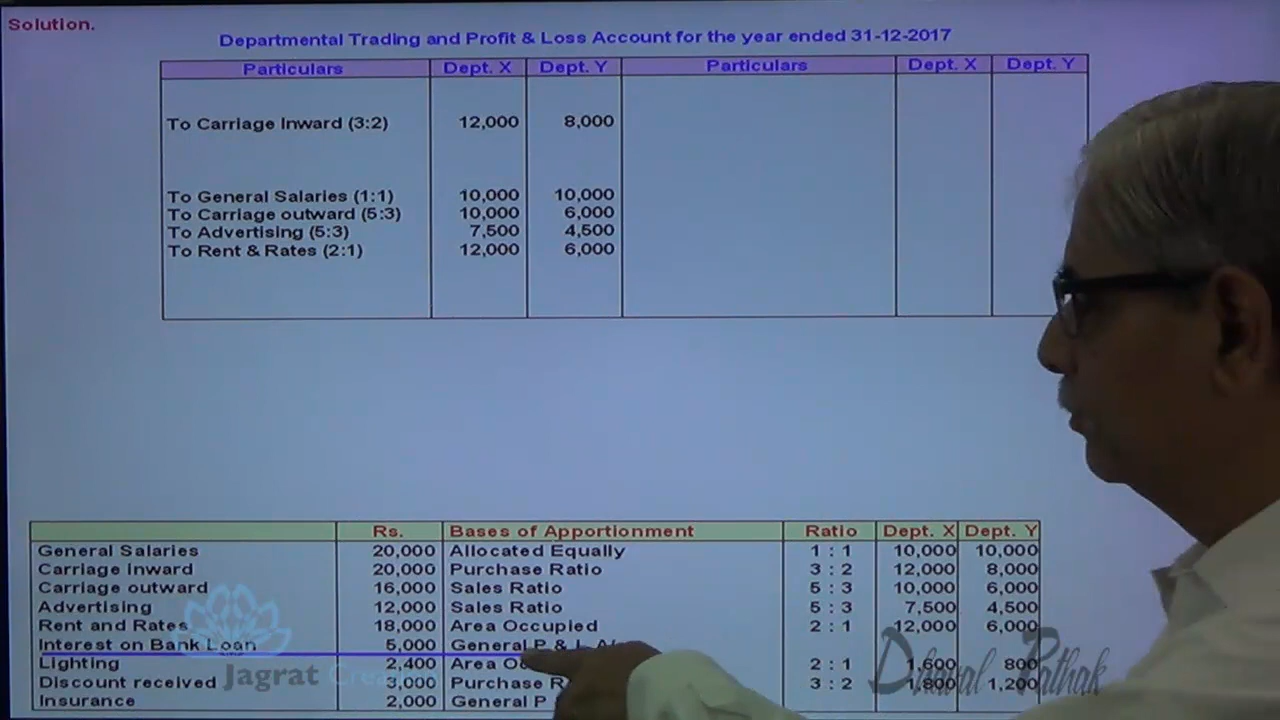 Solution.
Departmental Trading and Profit & Loss Account for the year ended 31-12-2017
Particulars Dept. X Dept. Y Particulars Dept. X Dept. Y
To Carriage Inward (3:2) 12,000 8,000
To General Salaries (1:1) 10,000 10,000
To Carriage outward (5:3) 10,000 6,000
To Advertising (5:3) 7,500 4,500
To Rent & Rates (2:1) 12,000 6,000
Rs. Bases of Apportionment Ratio Dept. X Dept. Y
General Salaries 20,000 Allocated Equally 1 : 1 10,000 10,000
Carriage Inward 20,000 Purchase Ratio 3 : 2 12,000 8,000
Carriage outward 16,000 Sales Ratio 5 : 3 10,000 6,000
Advertising 12,000 Sales Ratio 5 : 3 7,500 4,500
Rent and Rates 18,000 Area Occupied 2 : 1 12,000 6,000
Interest on Bank Loan 5,000 General P & L
Lighting 2,400 Area 2 : 1 1,600 800
Discount received 3,000 Purchase 3 : 2 1,800 1,200
Insurance 2,000 General P
Jagrat
Dhaval Pathak